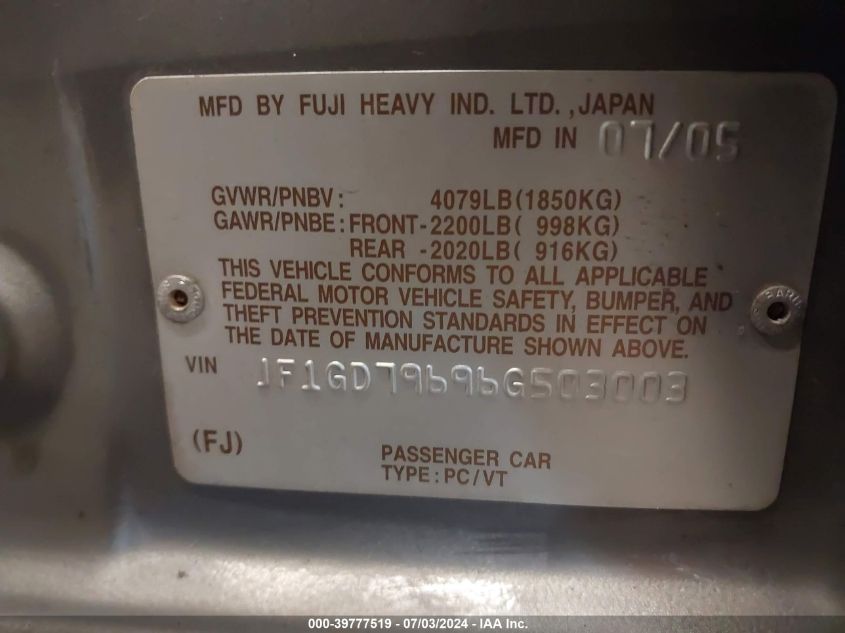 MFD BY FUJI HEAVY IND. LTD., JAPAN
MFD IN 07/05
GVWR/PNBV: 4079LB(1850KG)
GAWR/PNBE: FRONT-2200LB( 998KG)
REAR -2020LB( 916KG)
THIS VEHICLE CONFORMS TO ALL APPLICABLE
FEDERAL MOTOR VEHICLE SAFETY, BUMPER, AND
THEFT PREVENTION STANDARDS IN EFFECT ON
THE DATE OF MANUFACTURE SHOWN ABOVE.
VIN JF1GD79696G503003
(FJ) PASSENGER CAR
TYPE: PC/VT
000-39777519 - 07/03/2024 - IAA Inc.